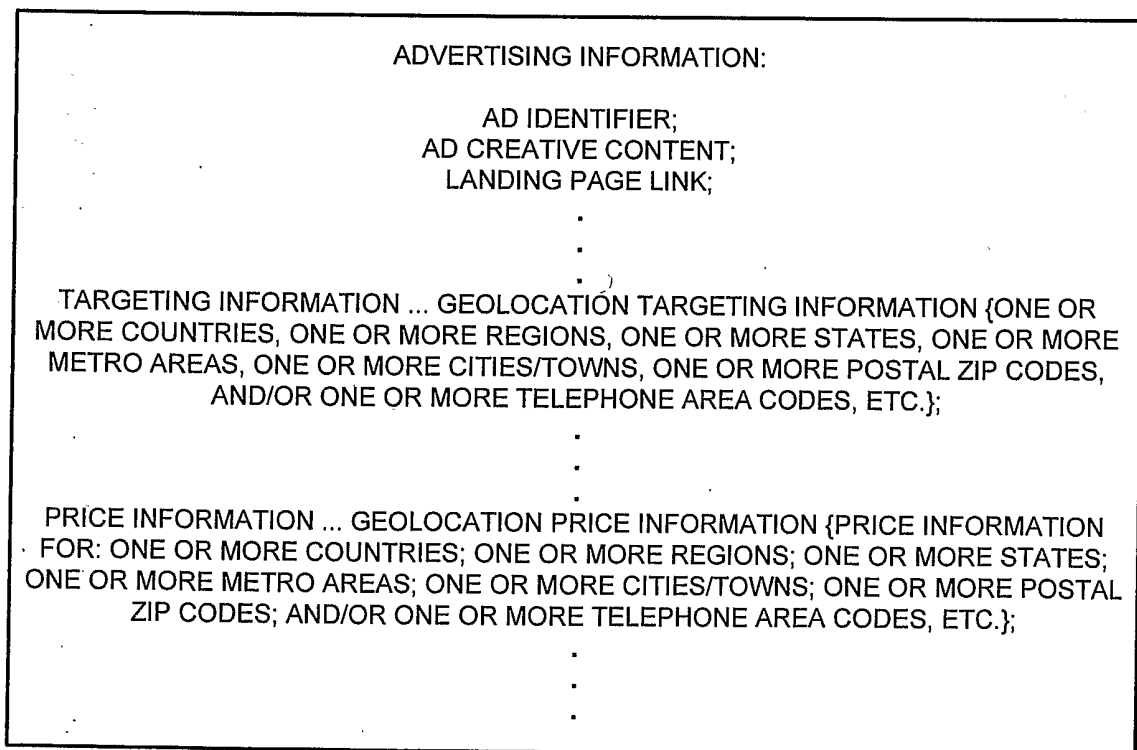 ADVERTISING INFORMATION:
AD IDENTIFIER;
AD CREATIVE CONTENT;
LANDING PAGE LINK;
.
.
.
TARGETING INFORMATION ... GEOLOCATION TARGETING INFORMATION {ONE OR
MORE COUNTRIES, ONE OR MORE REGIONS, ONE OR MORE STATES, ONE OR MORE
METRO AREAS, ONE OR MORE CITIES/TOWNS, ONE OR MORE POSTAL ZIP CODES,
AND/OR ONE OR MORE TELEPHONE AREA CODES, ETC.};
.
.
.
PRICE INFORMATION ... GEOLOCATION PRICE INFORMATION {PRICE INFORMATION
FOR: ONE OR MORE COUNTRIES; ONE OR MORE REGIONS; ONE OR MORE STATES;
ONE OR MORE METRO AREAS; ONE OR MORE CITIES/TOWNS; ONE OR MORE POSTAL
ZIP CODES; AND/OR ONE OR MORE TELEPHONE AREA CODES, ETC.};
.
.
.